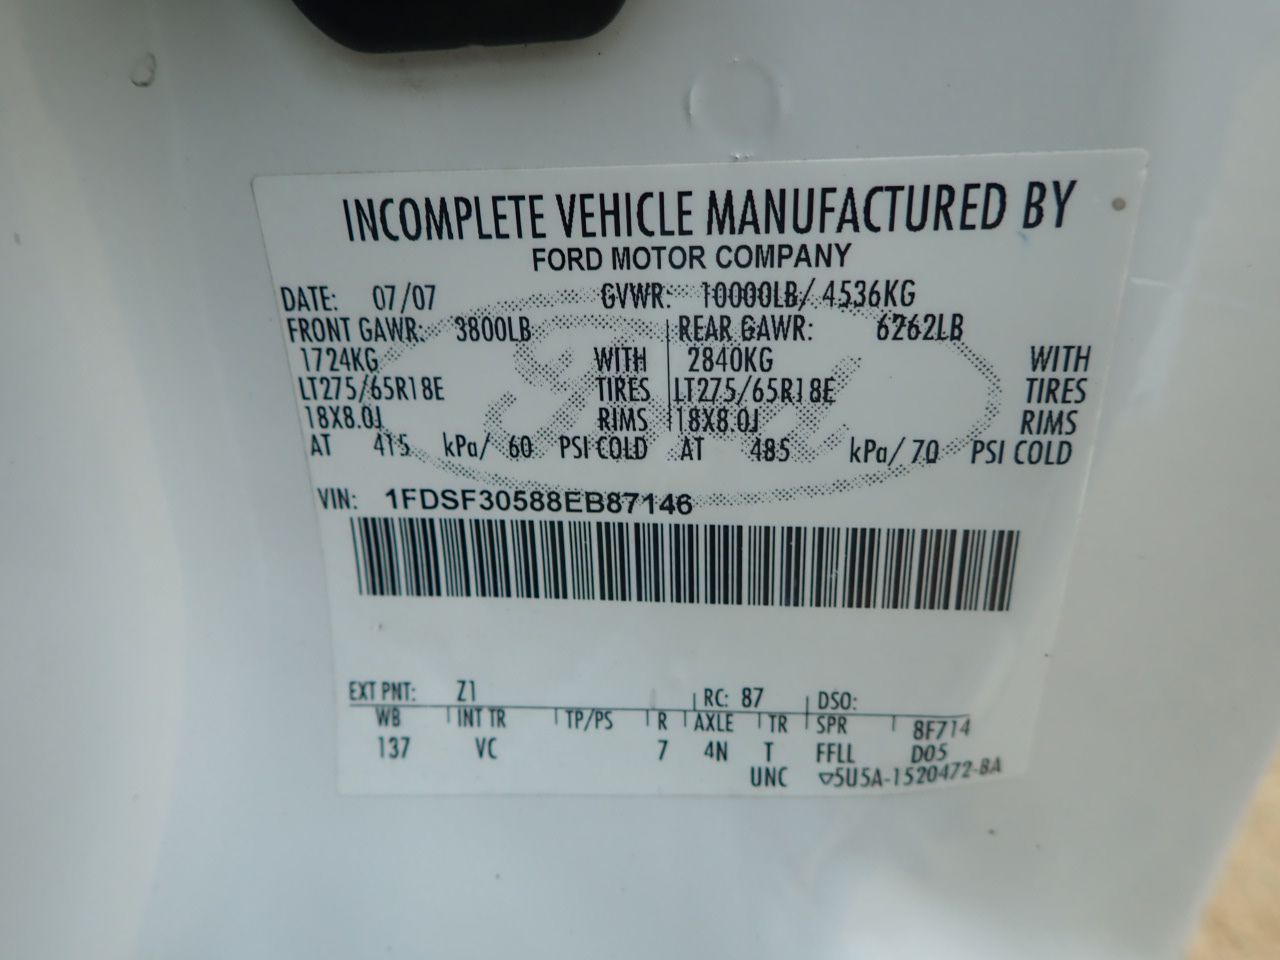 INCOMPLETE VEHICLE MANUFACTURED BY
FORD MOTOR COMPANY
DATE: 07/07 GVWR: 10000LB/ 4536KG
FRONT GAWR: 3800LB REAR GAWR: 6262LB
1724KG WITH 2840KG WITH
LT275/65R18E TIRES LT275/65R18E TIRES
18X8.0J RIMS 18X8.0J RIMS
AT 415 kPa/ 60 PSI COLD AT 485 kPa/ 70 PSI COLD
VIN: 1FDSF30588EB87146
EXT PNT: Z1 RC: 87 DSO:
WB INT TR TP/PS R AXLE TR SPR 8F714
137 VC 7 4N T FFLL D05
UNC ▽5U5A-1520472-BA